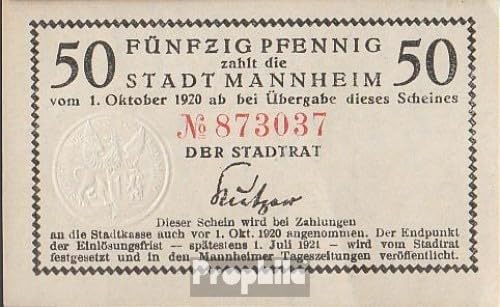 50 FÜNFZIG PFENNIG 50
zahlt die
STADT MANNHEIM
vom 1. Oktober 1920 ab bei Übergabe dieses Scheines
№ 873037
DER STADTRAT
Dieser Schein wird bei Zahlungen
an die Stadtkasse auch vor 1. Okt. 1920 angenommen. Der Endpunkt
der Einlösungsfrist — spätestens 1. Juli 1921 — wird vom Stadtrat
festgesetzt und in den Mannheimer Tageszeitungen veröffentlicht.
Prophila